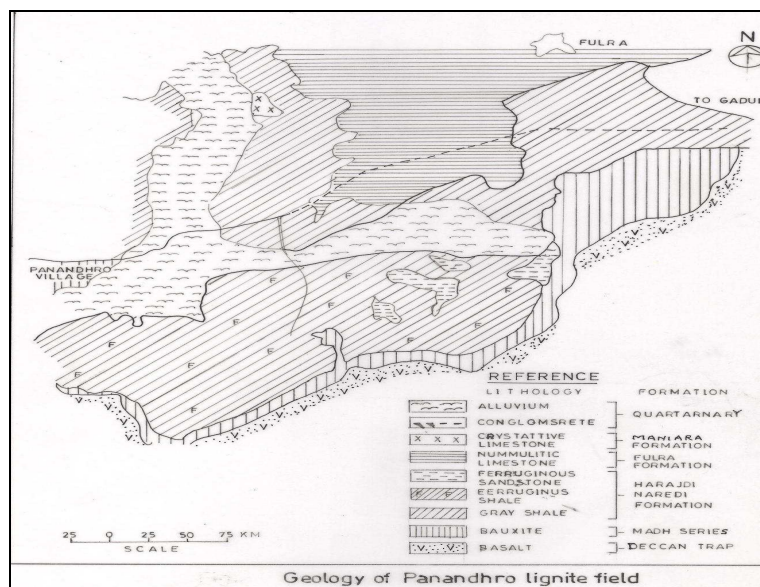 N
FULRA
TO GADULI
PANANDHRO
VILLAGE
F F F F F F F F F F
REFERENCE
LITHOLOGY FORMATION
ALLUVIUM
CONGLOMSRETE
QUARTARNARY
CRYSTATTIVE
LIMESTONE
MANIARA
FORMATION
NUMMULITIC
LIMESTONE
FULRA
FORMATION
FERRUGINOUS
SANDSTONE
EERRUGINUS
SHALE
GRAY SHALE
HARAJDI
NAREDI
FORMATION
BAUXITE
MADH SERIES
BASALT
DECCAN TRAP
25 0 25 50 75 KM
SCALE
Geology of Panandhro lignite field